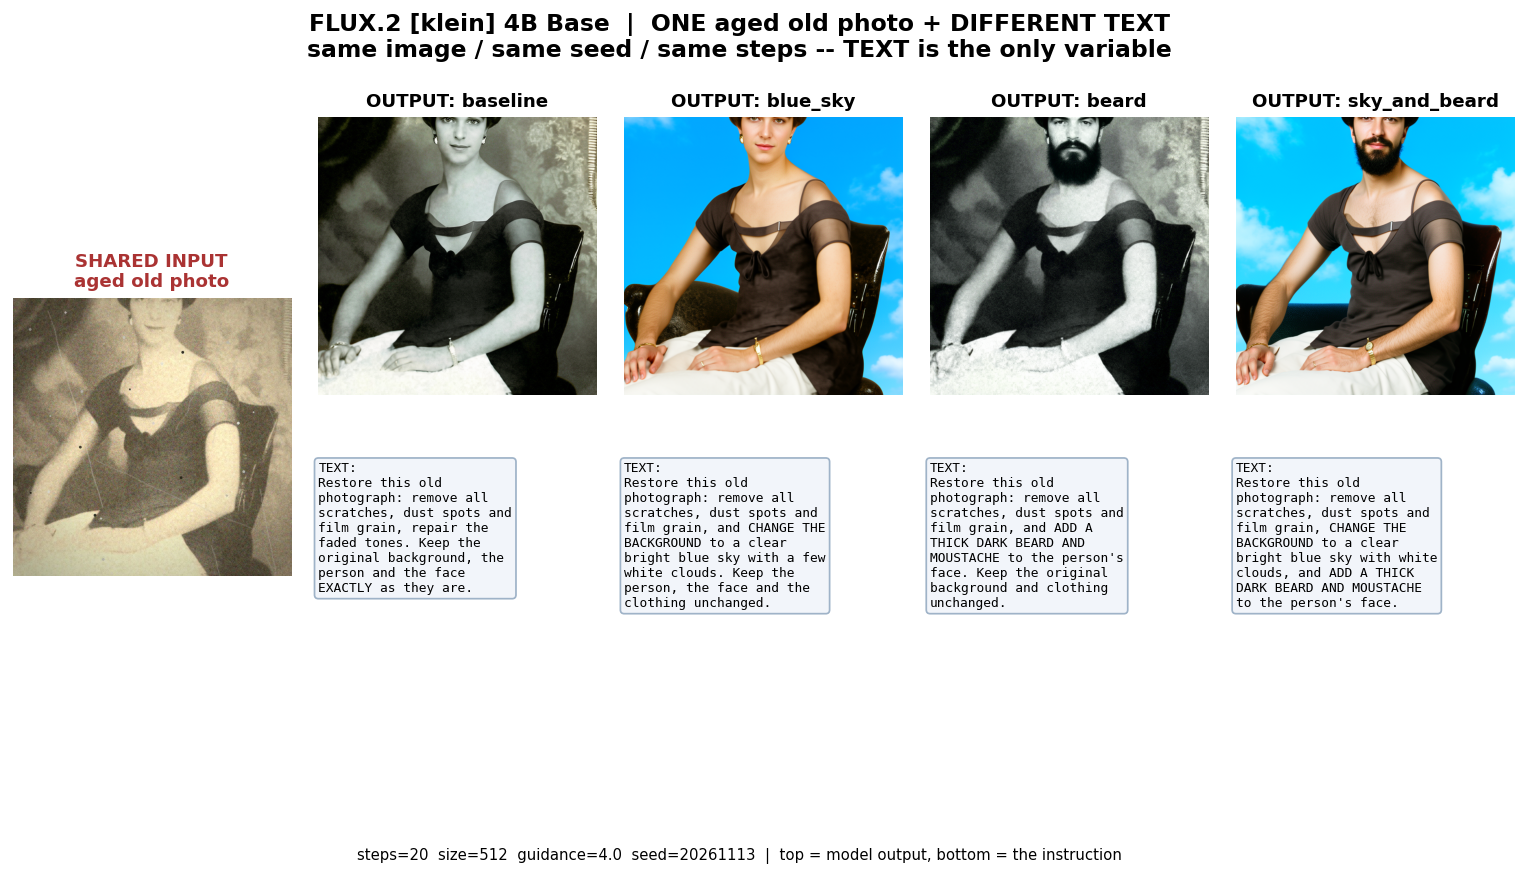 FLUX.2 [klein] 4B Base  |  ONE aged old photo + DIFFERENT TEXT
same image / same seed / same steps -- TEXT is the only variable
SHARED INPUT
aged old photo
OUTPUT: baseline
TEXT:
Restore this old
photograph: remove all
scratches, dust spots and
film grain, repair the
faded tones. Keep the
original background, the
person and the face
EXACTLY as they are.
OUTPUT: blue_sky
TEXT:
Restore this old
photograph: remove all
scratches, dust spots and
film grain, and CHANGE THE
BACKGROUND to a clear
bright blue sky with a few
white clouds. Keep the
person, the face and the
clothing unchanged.
OUTPUT: beard
TEXT:
Restore this old
photograph: remove all
scratches, dust spots and
film grain, and ADD A
THICK DARK BEARD AND
MOUSTACHE to the person's
face. Keep the original
background and clothing
unchanged.
OUTPUT: sky_and_beard
TEXT:
Restore this old
photograph: remove all
scratches, dust spots and
film grain, CHANGE THE
BACKGROUND to a clear
bright blue sky with white
clouds, and ADD A THICK
DARK BEARD AND MOUSTACHE
to the person's face.
steps=20  size=512  guidance=4.0  seed=20261113  |  top = model output, bottom = the instruction